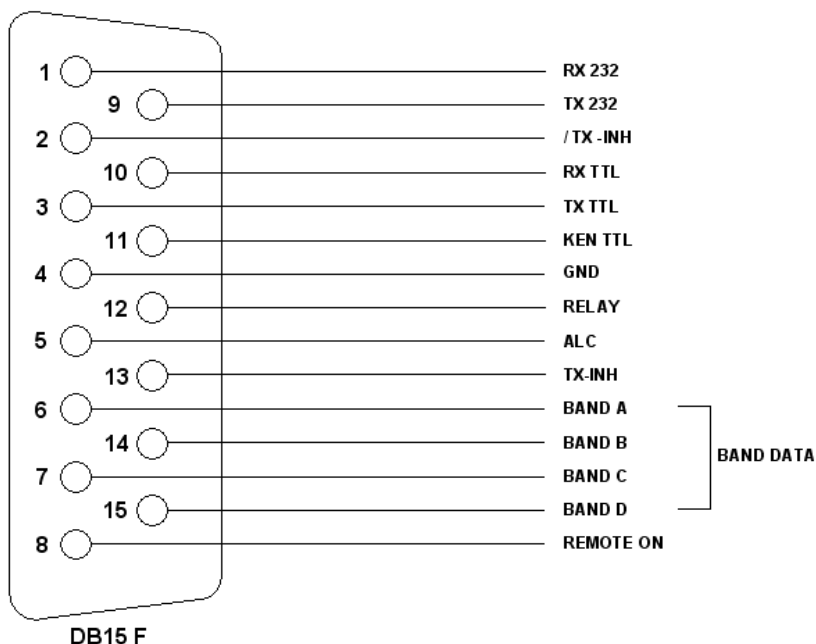 1 RX 232
9 TX 232
2 / TX -INH
10 RX TTL
3 TX TTL
11 KEN TTL
4 GND
12 RELAY
5 ALC
13 TX-INH
6 BAND A
14 BAND B
BAND DATA
7 BAND C
15 BAND D
8 REMOTE ON
DB15 F